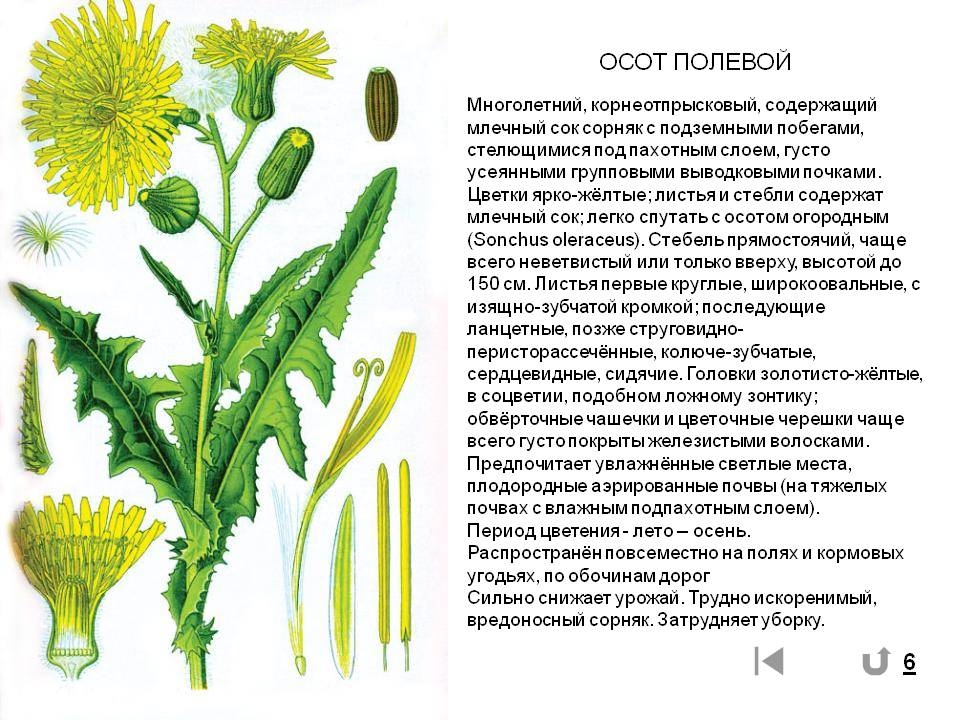 ОСОТ ПОЛЕВОЙ
Многолетний, корнеотпрысковый, содержащий
млечный сок сорняк с подземными побегами,
стелющимися под пахотным слоем, густо
усеянными групповыми выводковыми почками.
Цветки ярко-жёлтые; листья и стебли содержат
млечный сок; легко спутать с осотом огородным
(Sonchus oleraceus). Стебель прямостоячий, чаще
всего неветвистый или только вверху, высотой до
150 см. Листья первые круглые, широкоовальные, с
изящно-зубчатой кромкой; последующие
ланцетные, позже струговидно-
перисторассечённые, колюче-зубчатые,
сердцевидные, сидячие. Головки золотисто-жёлтые,
в соцветии, подобном ложному зонтику;
обвёрточные чашечки и цветочные черешки чаще
всего густо покрыты железистыми волосками.
Предпочитает увлажнённые светлые места,
плодородные аэрированные почвы (на тяжелых
почвах с влажным подпахотным слоем).
Период цветения - лето – осень.
Распространён повсеместно на полях и кормовых
угодьях, по обочинам дорог
Сильно снижает урожай. Трудно искоренимый,
вредоносный сорняк. Затрудняет уборку.
6